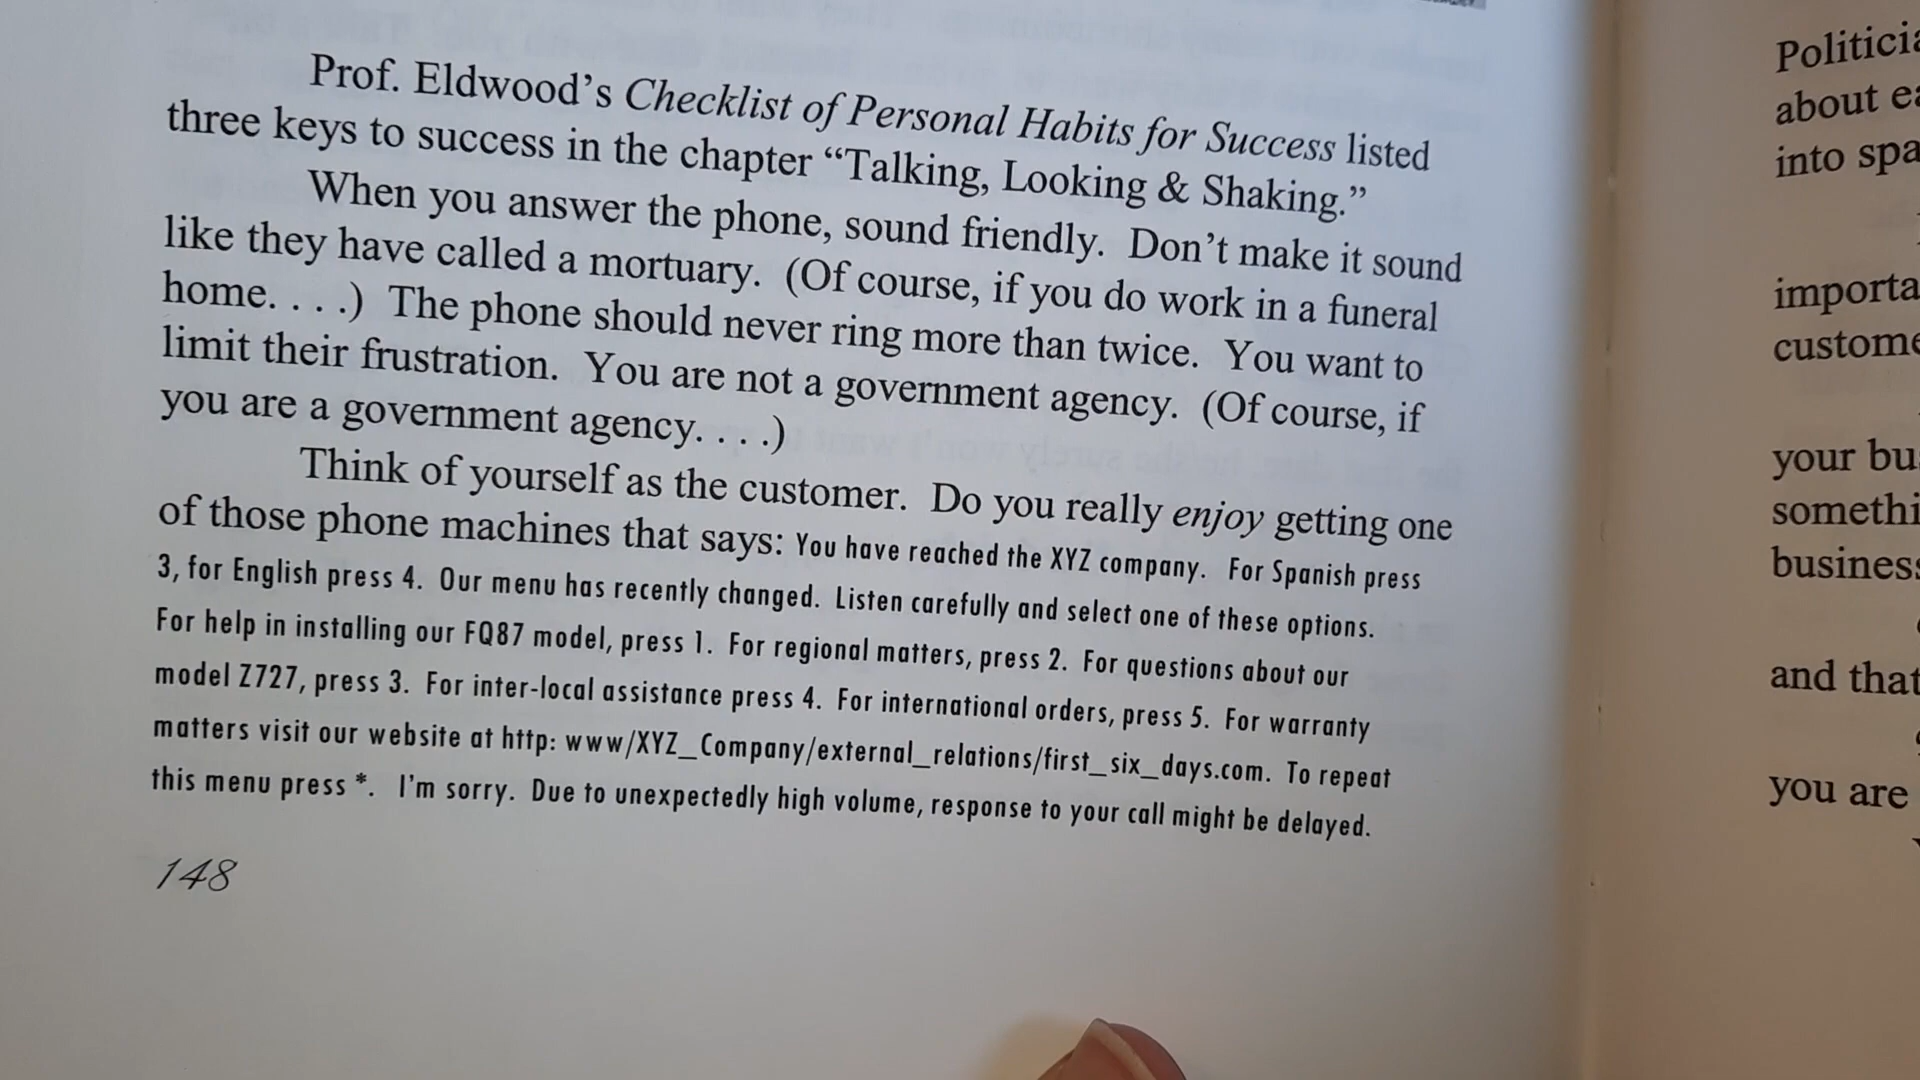 Prof. Eldwood’s Checklist of Personal Habits for Success listed
three keys to success in the chapter “Talking, Looking & Shaking.”
When you answer the phone, sound friendly. Don’t make it sound
like they have called a mortuary. (Of course, if you do work in a funeral
home. . . .) The phone should never ring more than twice. You want to
limit their frustration. You are not a government agency. (Of course, if
you are a government agency. . . .)
Think of yourself as the customer. Do you really enjoy getting one
of those phone machines that says: You have reached the XYZ company. For Spanish press
3, for English press 4. Our menu has recently changed. Listen carefully and select one of these options.
For help in installing our FQ87 model, press 1. For regional matters, press 2. For questions about our
model Z727, press 3. For inter-local assistance press 4. For international orders, press 5. For warranty
matters visit our website at http: www/XYZ_Company/external_relations/first_six_days.com. To repeat
this menu press *. I’m sorry. Due to unexpectedly high volume, response to your call might be delayed.
148
about
into
your
business
and that
you are